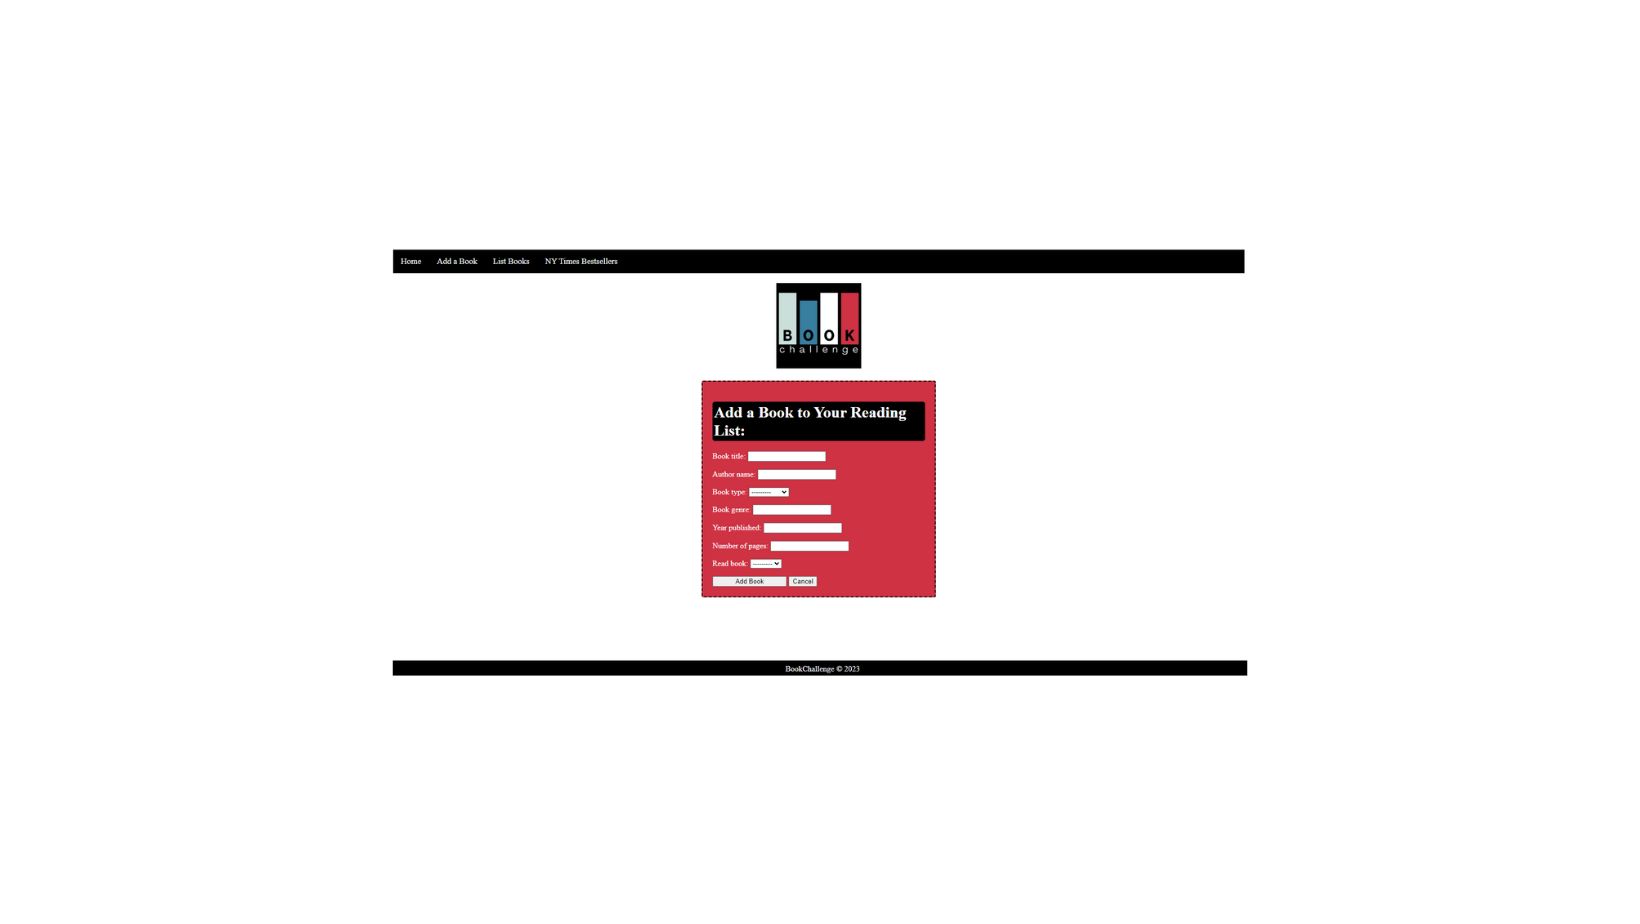 Home Add a Book List Books NY Times Bestsellers
BOOK
challenge
Add a Book to Your Reading
List:
Book title:
Author name:
Book type: ---------
Book genre:
Year published:
Number of pages:
Read book: ---------
Add Book Cancel
BookChallenge © 2023